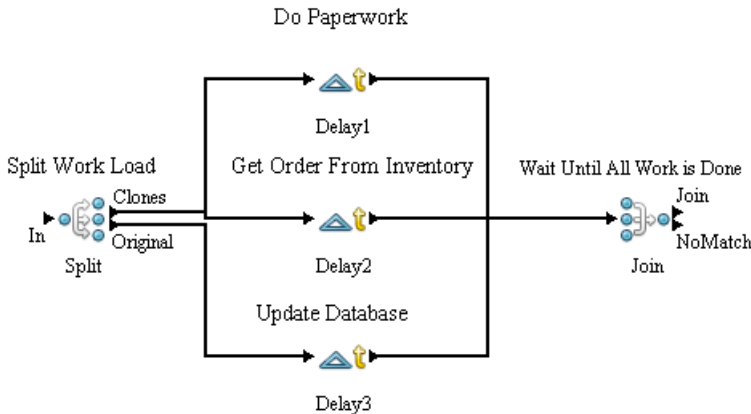 Do Paperwork
Delay1
Split Work Load
Get Order From Inventory
Wait Until All Work is Done
Clones
Join
In
Original
NoMatch
Split
Delay2
Join
Update Database
Delay3